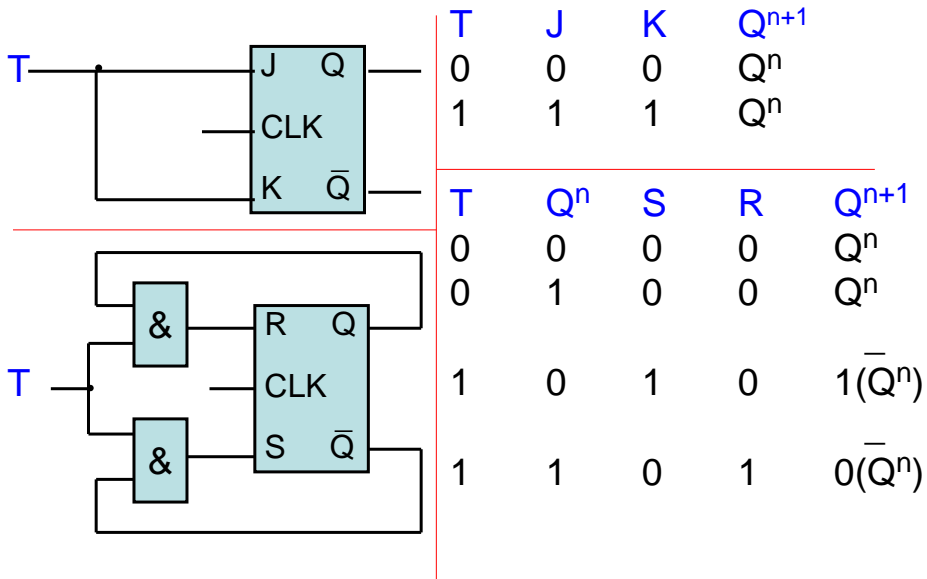 T J Q
CLK
K Q̅
T J K Qⁿ⁺¹
0 0 0 Qⁿ
1 1 1 Qⁿ
& R Q
T CLK
& S Q̅
T Qⁿ S R Qⁿ⁺¹
0 0 0 0 Qⁿ
0 1 0 0 Qⁿ
1 0 1 0 1(Q̅ⁿ)
1 1 0 1 0(Q̅ⁿ)